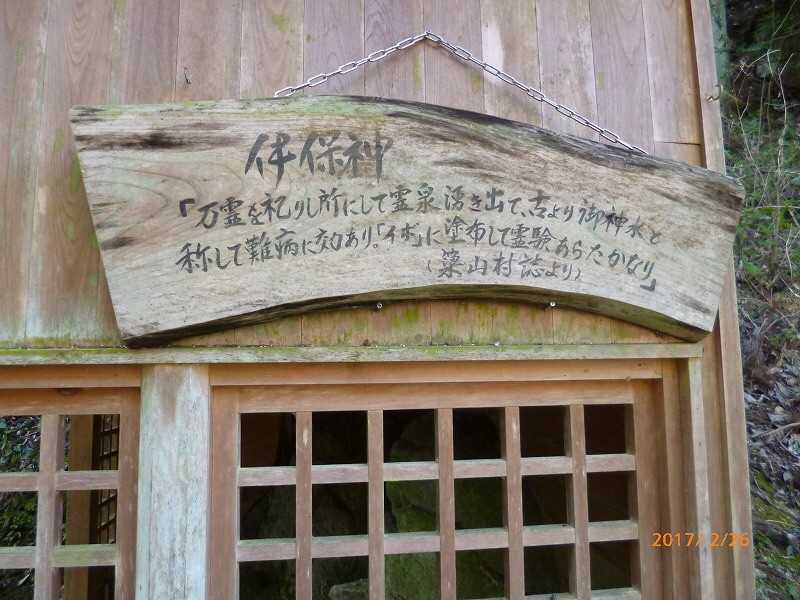 伓保神
「万霊を祀りし所にして霊泉湧き出て、古より御神水と
称して難病に効あり。「イボ」に塗布して霊験あらたかなり」
(築山村誌より)
2017/ 2/26